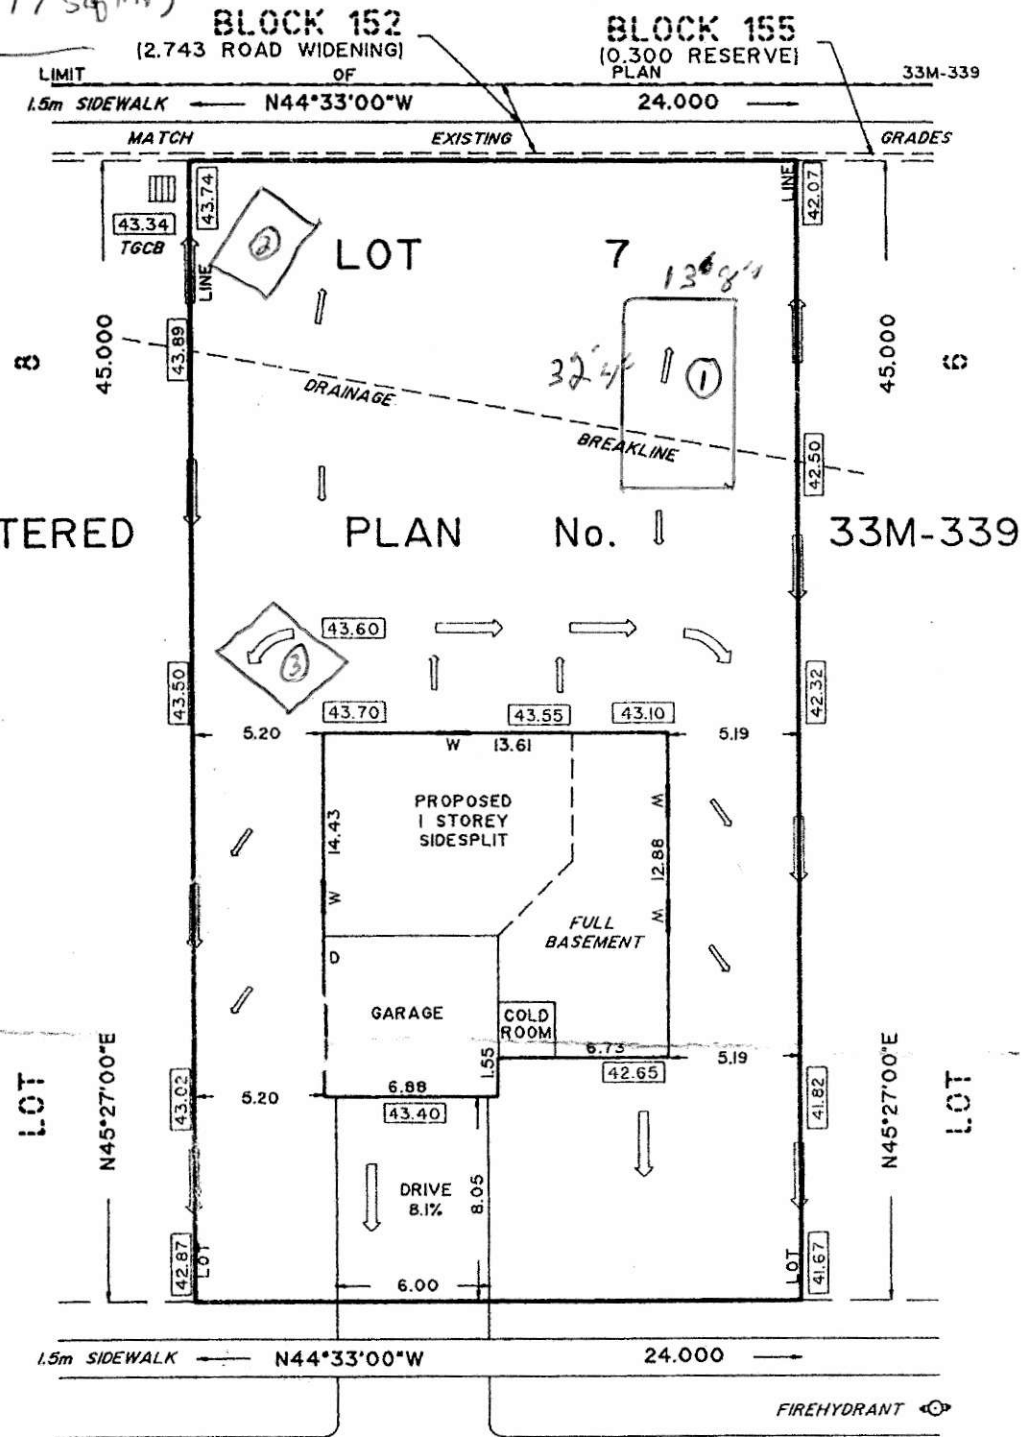 BLOCK 152
(2.743 ROAD WIDENING)
BLOCK 155
(0.300 RESERVE)
LIMIT OF PLAN 33M-339
1.5m SIDEWALK N44°33'00"W 24.000
MATCH EXISTING GRADES
43.74
LINE
43.34
TGCB
2
LOT 7
LINE
42.07
13'8"
32'4"
1
8
45.000
43.89
DRAINAGE BREAKLINE
45.000
6
42.50
TERED PLAN No. 33M-339
3
43.60
43.50
42.32
43.70
43.55
43.10
5.20
W 13.61
5.19
PROPOSED
1 STOREY
SIDESPLIT
14.43
W
W
12.88
W
FULL
BASEMENT
D
GARAGE
COLD
ROOM
1.55
6.73
5.19
42.65
LOT
N45°27'00"E
43.02
5.20
6.88
43.40
41.82
N45°27'00"E
LOT
DRIVE
8.1%
8.05
42.87
LOT
6.00
LOT
41.67
1.5m SIDEWALK N44°33'00"W 24.000
FIREHYDRANT